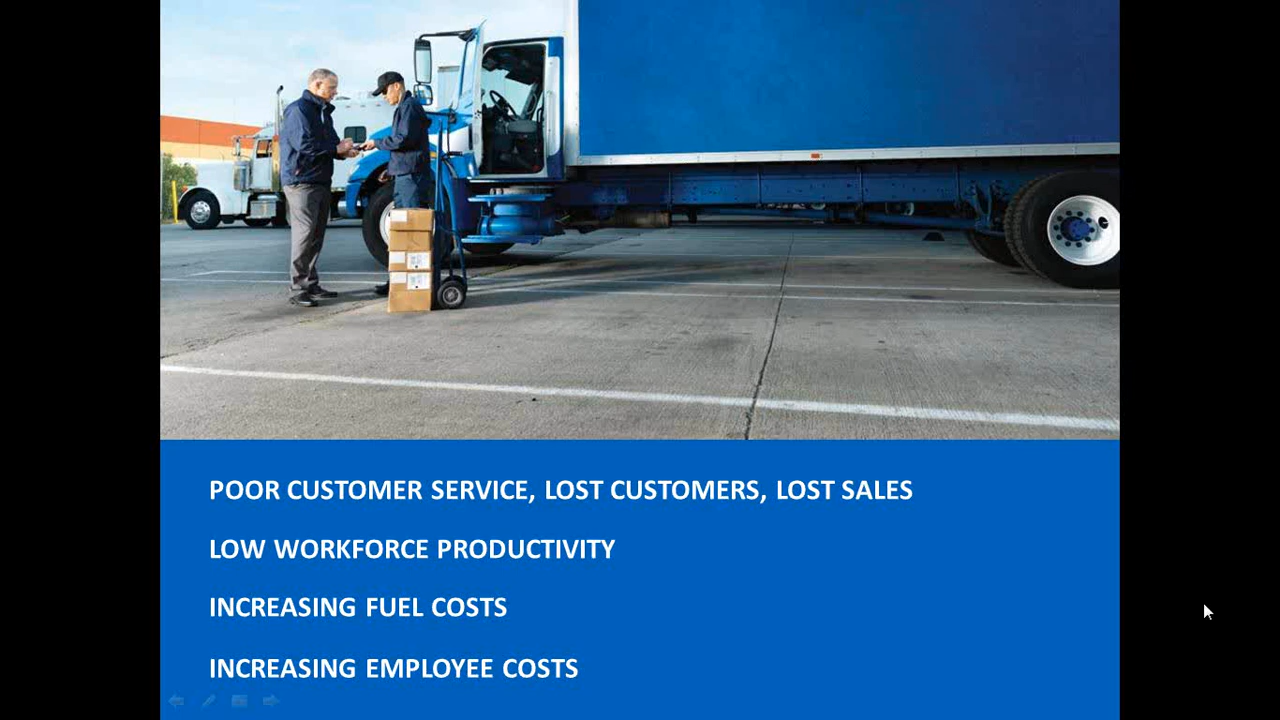 POOR CUSTOMER SERVICE, LOST CUSTOMERS, LOST SALES
LOW WORKFORCE PRODUCTIVITY
INCREASING FUEL COSTS
INCREASING EMPLOYEE COSTS